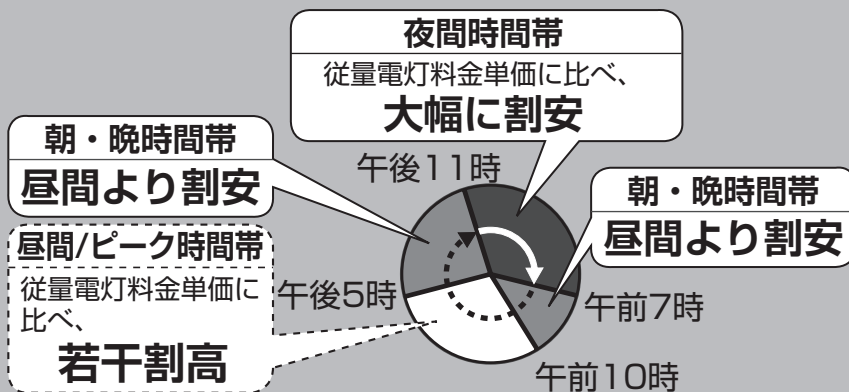 夜間時間帯
従量電灯料金単価に比べ、
大幅に割安
朝・晩時間帯
昼間より割安
午後11時
朝・晩時間帯
昼間より割安
昼間/ピーク時間帯
従量電灯料金単価に
比べ、
若干割高
午後5時
午前7時
午前10時